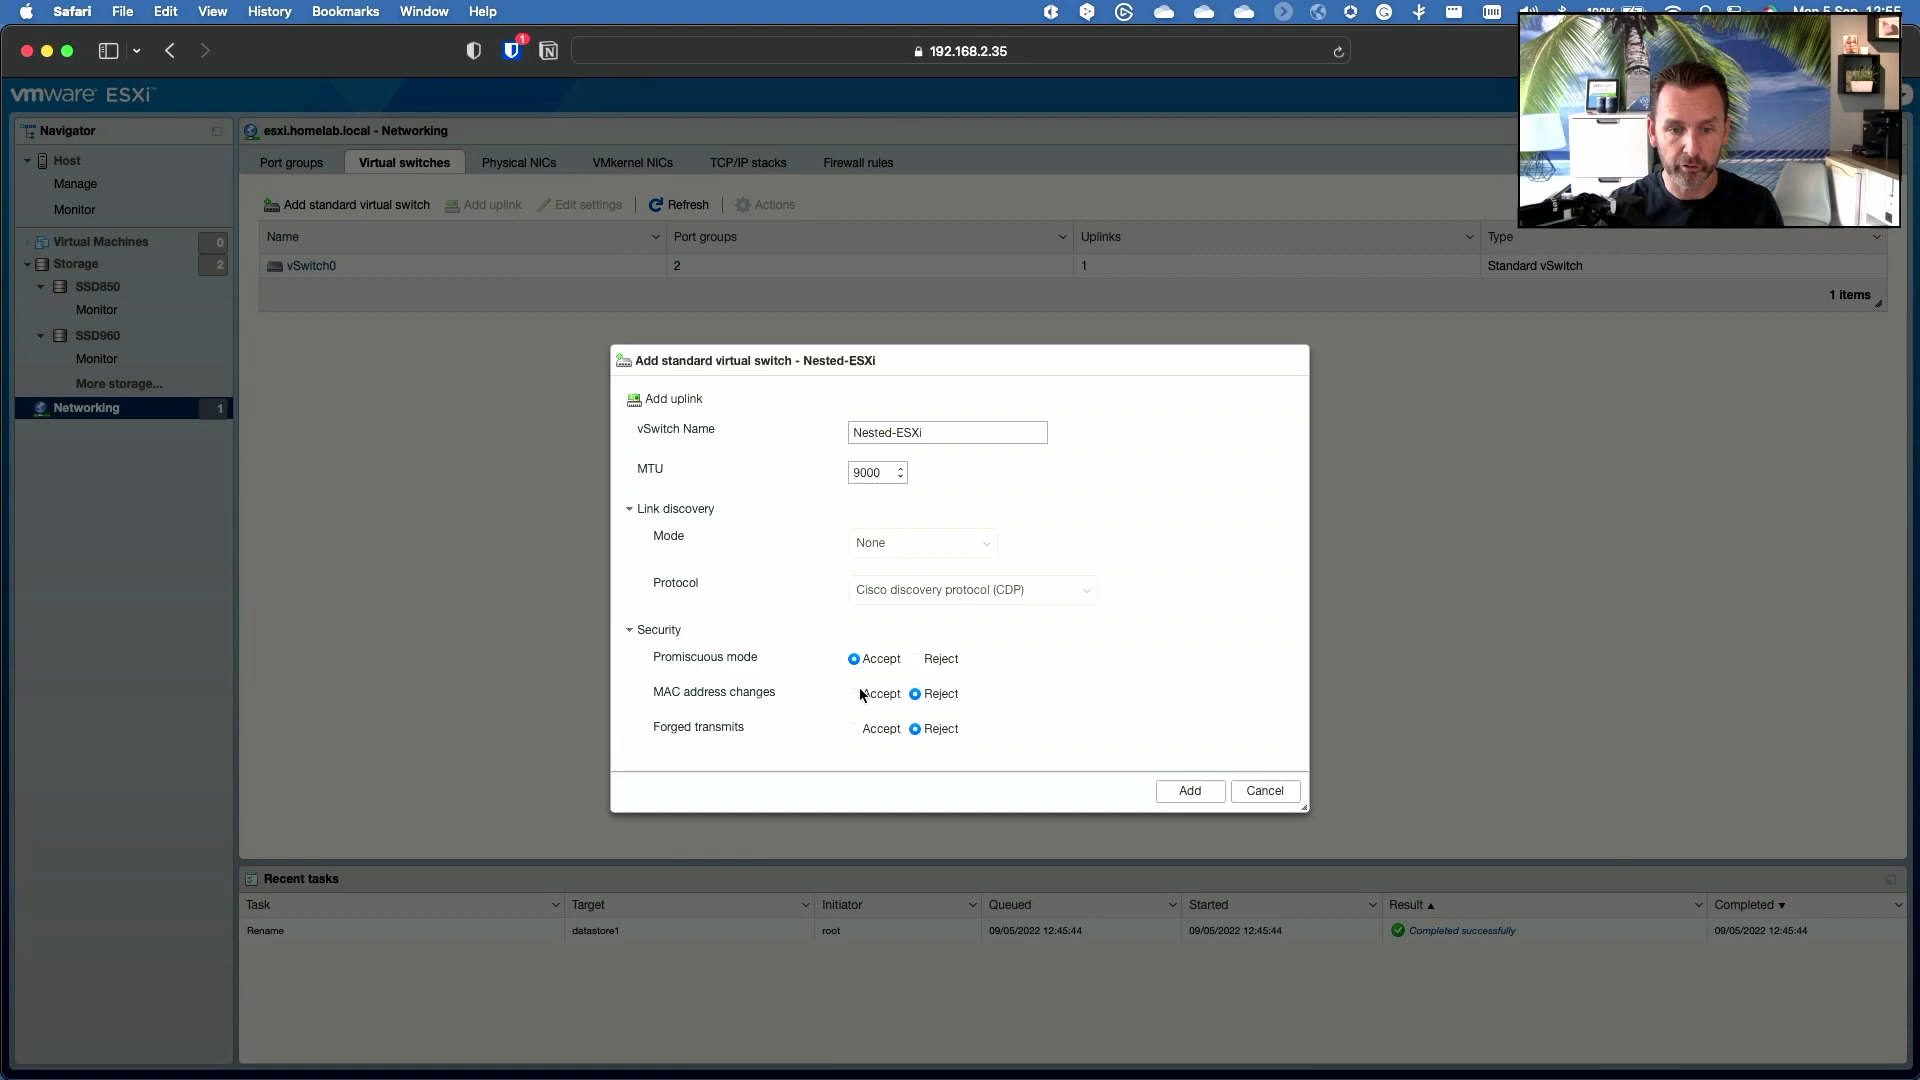 Safari File Edit View History Bookmarks Window Help
192.168.2.35
1
vmware ESXi
Navigator
Host
Manage
Monitor
Virtual Machines 0
Storage 2
SSD850
Monitor
SSD960
Monitor
More storage...
Networking 1
esxi.homelab.local - Networking
Port groups Virtual switches Physical NICs VMkernel NICs TCP/IP stacks Firewall rules
Add standard virtual switch Add uplink Edit settings Refresh Actions
Name Port groups Uplinks Type
vSwitch0 2 1 Standard vSwitch
1 items
Add standard virtual switch - Nested-ESXi
Add uplink
vSwitch Name Nested-ESXi
MTU 9000
Link discovery
Mode None
Protocol Cisco discovery protocol (CDP)
Security
Promiscuous mode Accept Reject
MAC address changes Accept Reject
Forged transmits Accept Reject
Add Cancel
Recent tasks
Task Target Initiator Queued Started Result Completed
Rename datastore1 root 09/05/2022 12:45:44 09/05/2022 12:45:44 Completed successfully 09/05/2022 12:45:44